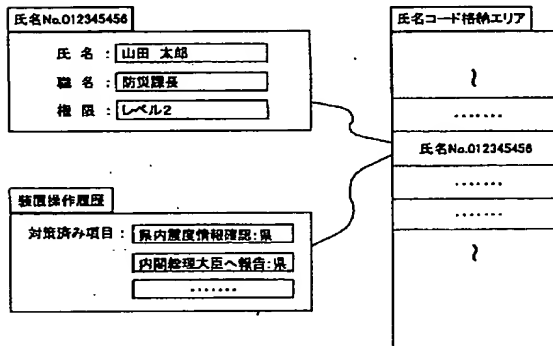 氏名No.012345456
氏 名 : 山田 太郎
職 名 : 防災課長
権 限 : レベル2
装置操作履歴
対策済み項目 : 県内震度情報確認:県
内閣総理大臣へ報告:県
‥‥‥
氏名コード格納エリア
~
‥‥‥
氏名No.012345456
‥‥‥
‥‥‥
~